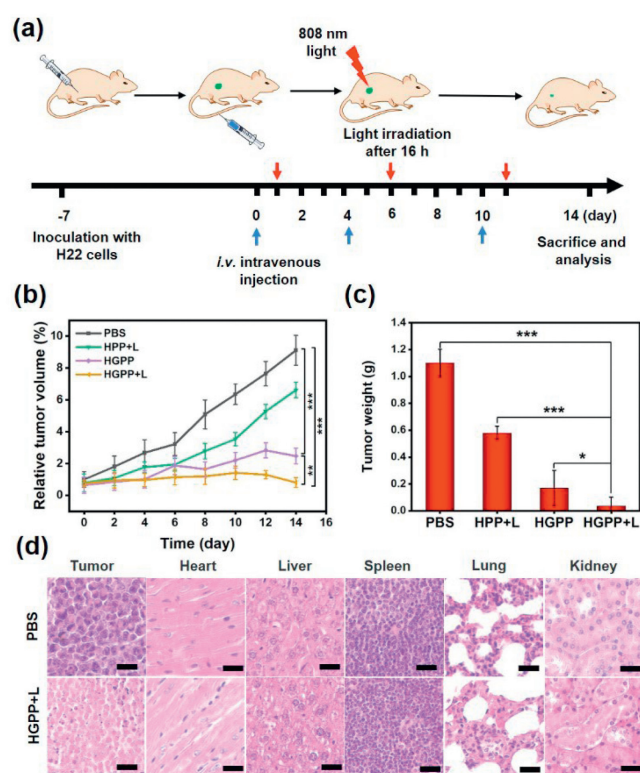 (a)
808 nm
light
Light irradiation
after 16 h
-7
0
2
4
6
8
10
14 (day)
Inoculation with
H22 cells
i.v. intravenous
injection
Sacrifice and
analysis
(b)
Relative tumor volume (%)
10
8
6
4
2
0
PBS
HPP+L
HGPP
HGPP+L
***
***
**
0
2
4
6
8
10
12
14
16
Time (day)
(c)
Tumor weight (g)
1.4
1.2
1.0
0.8
0.6
0.4
0.2
0.0
***
***
*
PBS
HPP+L
HGPP
HGPP+L
(d)
Tumor
Heart
Liver
Spleen
Lung
Kidney
PBS
HGPP+L